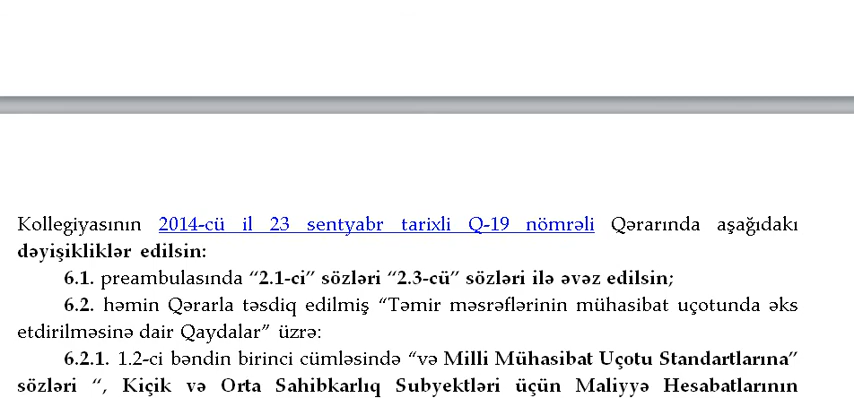 Kollegiyasının 2014-cü il 23 sentyabr tarixli Q-19 nömrəli Qərarında aşağıdakı
dəyişikliklər edilsin:
6.1. preambulasında “2.1-ci” sözləri “2.3-cü” sözləri ilə əvəz edilsin;
6.2. həmin Qərarla təsdiq edilmiş “Təmir məsrəflərinin mühasibat uçotunda əks
etdirilməsinə dair Qaydalar” üzrə:
6.2.1. 1.2-ci bəndin birinci cümləsində “və Milli Mühasibat Uçotu Standartlarına”
sözləri “, Kiçik və Orta Sahibkarlıq Subyektləri üçün Maliyyə Hesabatlarının